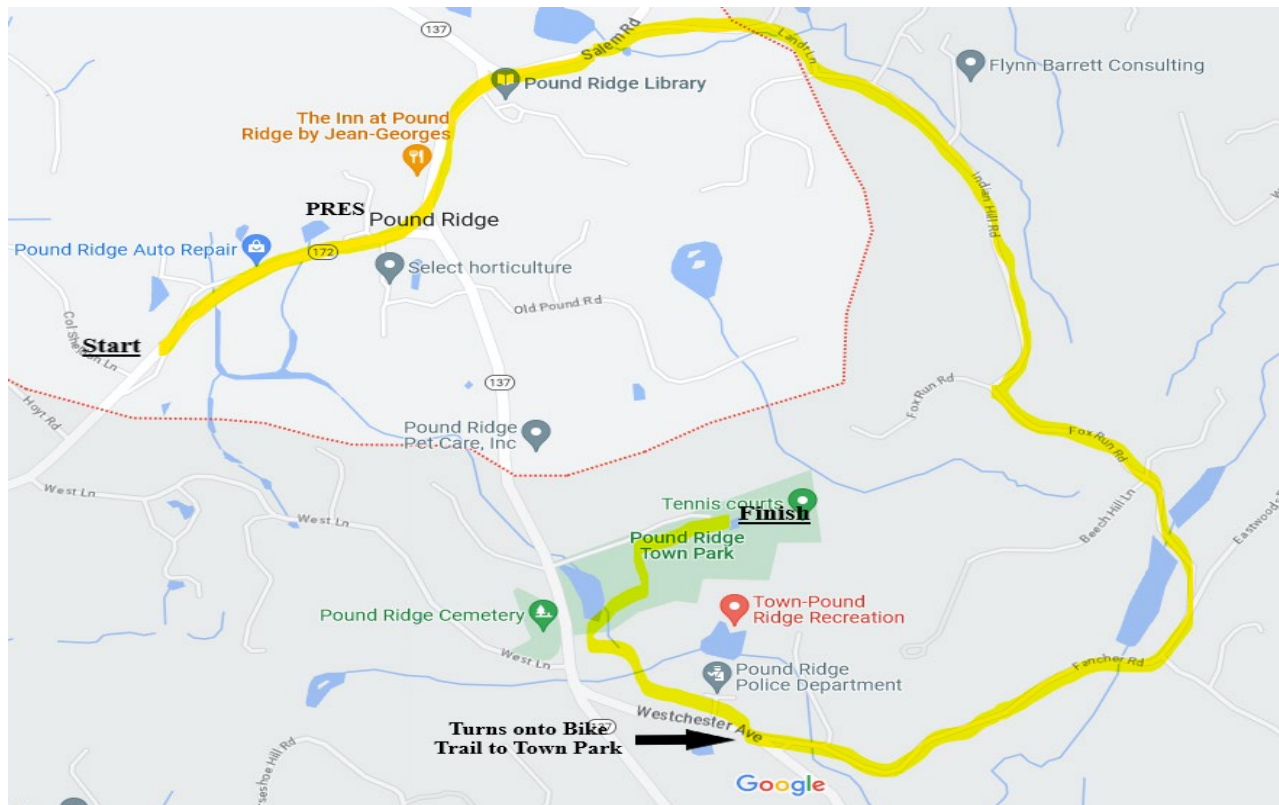 137
Salem Rd
Landt Ln
Flynn Barrett Consulting
Pound Ridge Library
The Inn at Pound
Ridge by Jean-Georges
Indian Hill Rd
PRES
Pound Ridge
Pound Ridge Auto Repair
172
Select horticulture
Old Pound Rd
Start
137
Hoyt Rd
Fox Run Rd
Pound Ridge
Pet Care, Inc
Fox Run Rd
West Ln
West Ln
Tennis courts
Finish
Beech Hill Ln
Pound Ridge
Town Park
Pound Ridge Cemetery
Town-Pound
Ridge Recreation
West Ln
Fancher Rd
Pound Ridge
Police Department
Westchester Ave
Turns onto Bike
Trail to Town Park
137
Google